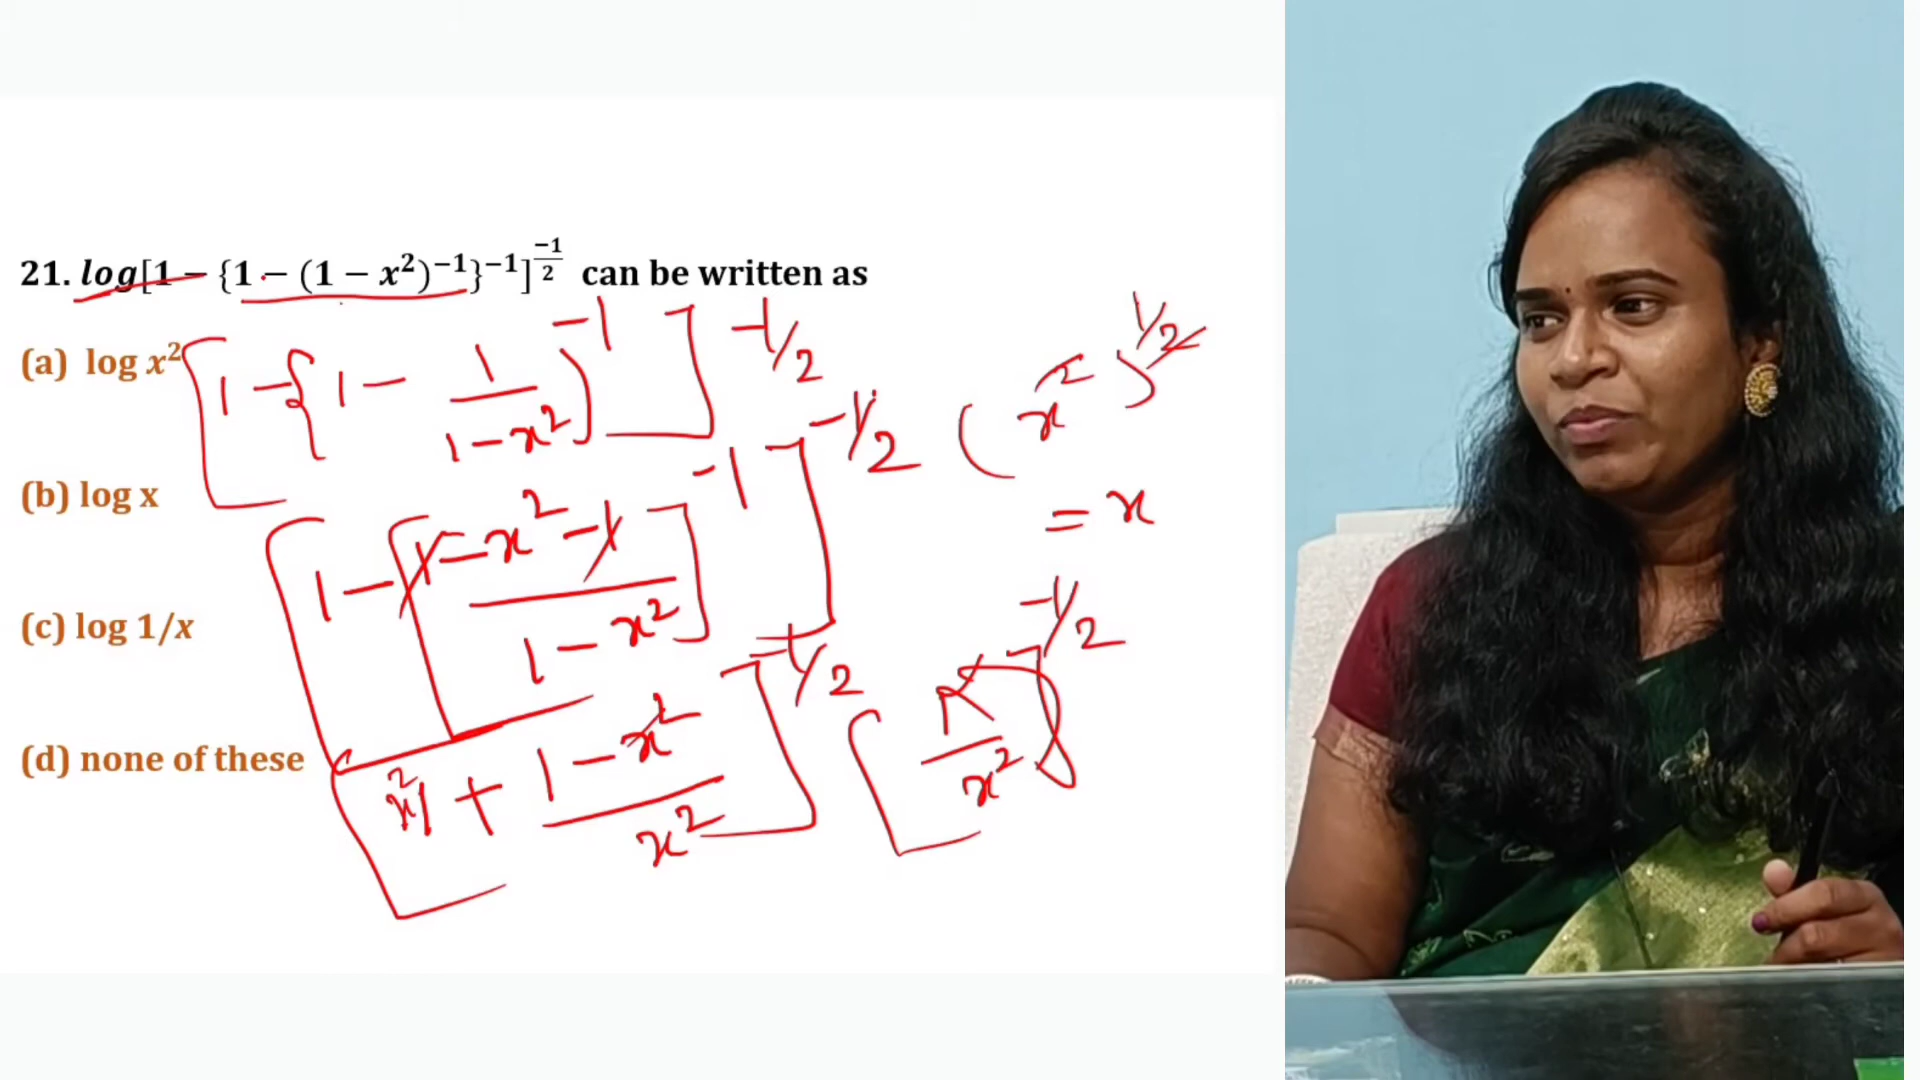 21. log[1 − {1 − (1 − x²)⁻¹}⁻¹]^(−1/2) can be written as
(a) log x²
(b) log x
(c) log 1/x
(d) none of these
[1 − {1 − 1/(1 − x²))⁻¹]^(−1/2)
[1 − [(1 − x² − 1)/(1 − x²)]⁻¹]^(−1/2)
[x² 1 + (1 − x²)/x²]^(−1/2)
[1/x²]^(−1/2)
(x²)^(1/2)
= x